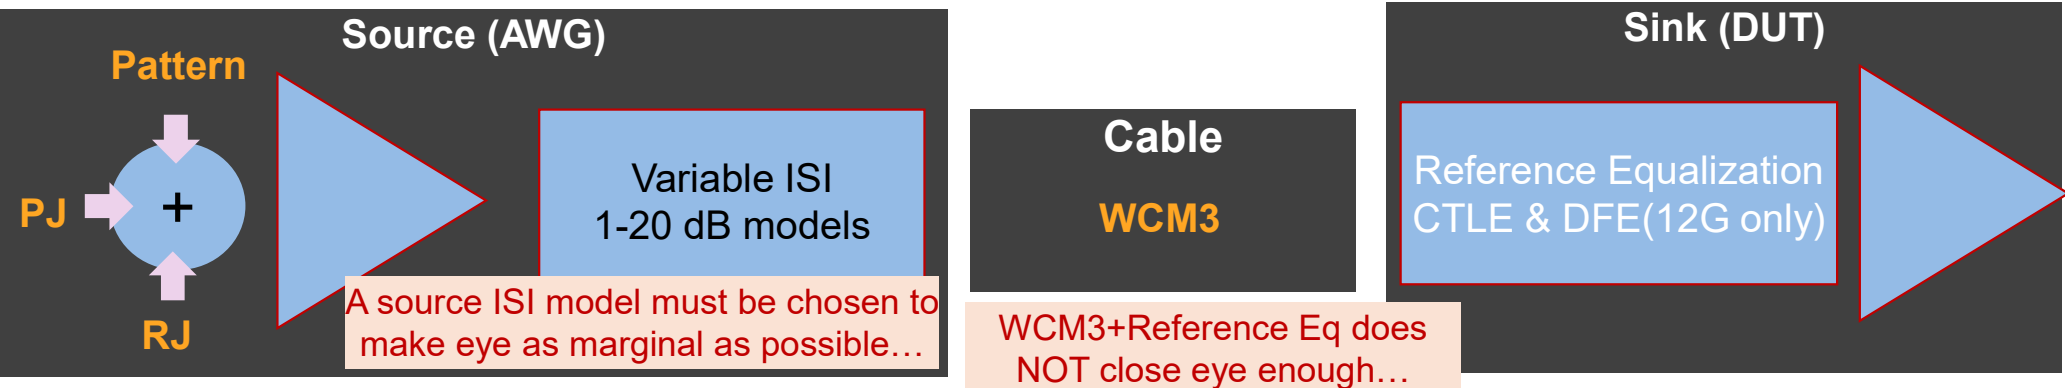 Source (AWG)
Pattern
PJ
+
RJ
Variable ISI
1-20 dB models
A source ISI model must be chosen to
make eye as marginal as possible…
Cable
WCM3
WCM3+Reference Eq does
NOT close eye enough…
Sink (DUT)
Reference Equalization
CTLE & DFE(12G only)